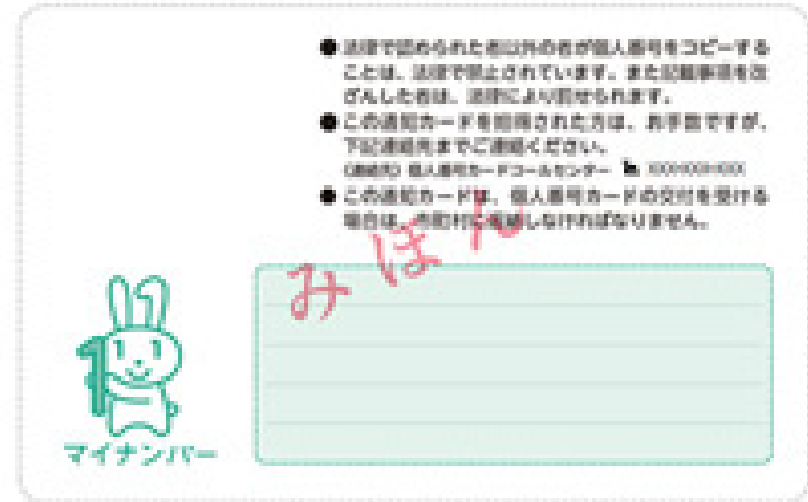 ● 法律で認められた者以外の者が個人番号をコピーする
ことは、法律で禁止されています。また記載事項を改
ざんした者は、法律により罰せられます。
● この通知カードを拾得された方は、お手数ですが、
下記連絡先までご連絡ください。
(連絡先) 個人番号カードコールセンター
● この通知カードは、個人番号カードの交付を受ける
場合は、市町村に返納しなければなりません。
みほん
マイナンバー